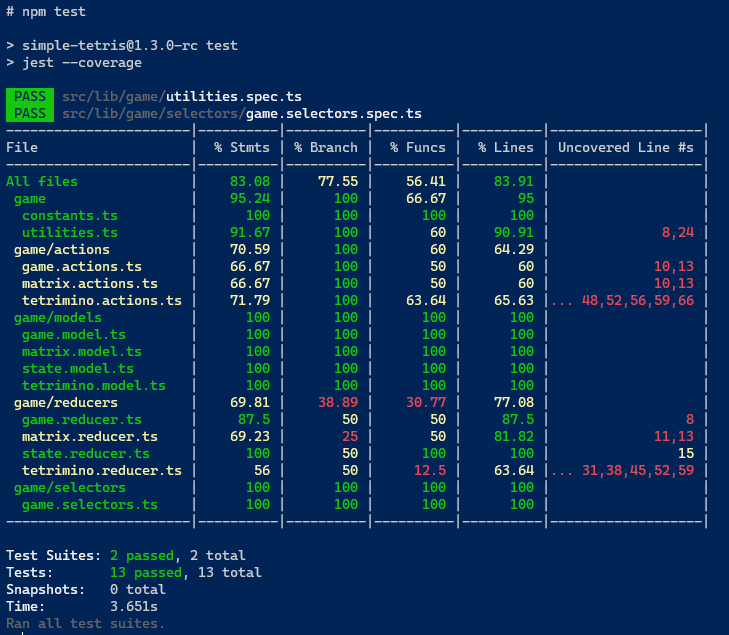 # npm test
> simple-tetris@1.3.0-rc test
> jest --coverage
PASS src/lib/game/utilities.spec.ts
PASS src/lib/game/selectors/game.selectors.spec.ts
-----------------------|----------|----------|----------|----------|-------------------|
File                   |  % Stmts | % Branch |  % Funcs |  % Lines | Uncovered Line #s |
-----------------------|----------|----------|----------|----------|-------------------|
All files              |    83.08 |    77.55 |    56.41 |    83.91 |                   |
 game                  |    95.24 |      100 |    66.67 |       95 |                   |
  constants.ts         |      100 |      100 |      100 |      100 |                   |
  utilities.ts         |    91.67 |      100 |       60 |    90.91 |              8,24 |
 game/actions          |    70.59 |      100 |       60 |    64.29 |                   |
  game.actions.ts      |    66.67 |      100 |       50 |       60 |             10,13 |
  matrix.actions.ts    |    66.67 |      100 |       50 |       60 |             10,13 |
  tetrimino.actions.ts |    71.79 |      100 |    63.64 |    65.63 |... 48,52,56,59,66 |
 game/models           |      100 |      100 |      100 |      100 |                   |
  game.model.ts        |      100 |      100 |      100 |      100 |                   |
  matrix.model.ts      |      100 |      100 |      100 |      100 |                   |
  state.model.ts       |      100 |      100 |      100 |      100 |                   |
  tetrimino.model.ts   |      100 |      100 |      100 |      100 |                   |
 game/reducers         |    69.81 |    38.89 |    30.77 |    77.08 |                   |
  game.reducer.ts      |     87.5 |       50 |       50 |     87.5 |                 8 |
  matrix.reducer.ts    |    69.23 |       25 |       50 |    81.82 |             11,13 |
  state.reducer.ts     |      100 |       50 |      100 |      100 |                15 |
  tetrimino.reducer.ts |       56 |       50 |     12.5 |    63.64 |... 31,38,45,52,59 |
 game/selectors        |      100 |      100 |      100 |      100 |                   |
  game.selectors.ts    |      100 |      100 |      100 |      100 |                   |
-----------------------|----------|----------|----------|----------|-------------------|
Test Suites: 2 passed, 2 total
Tests:       13 passed, 13 total
Snapshots:   0 total
Time:        3.651s
Ran all test suites.